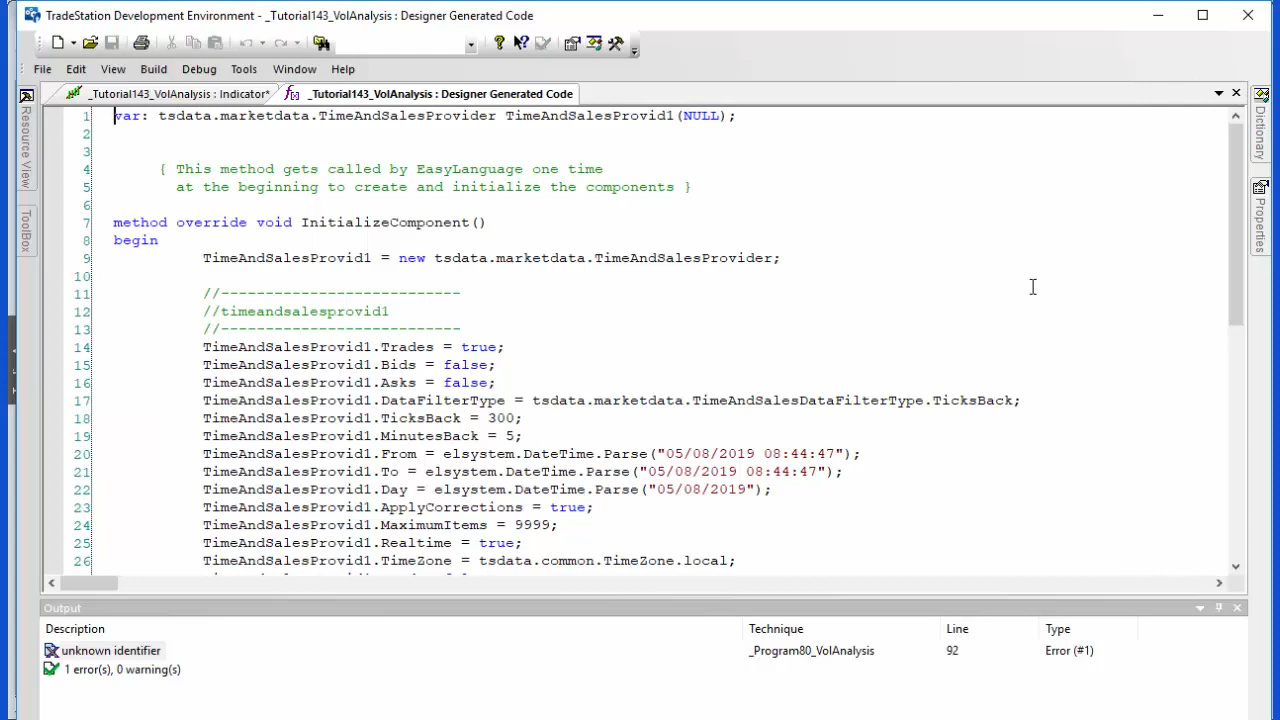 TradeStation Development Environment - _Tutorial143_VolAnalysis : Designer Generated Code
File Edit View Build Debug Tools Window Help
_Tutorial143_VolAnalysis : Indicator*
_Tutorial143_VolAnalysis : Designer Generated Code
Resource View
ToolBox
Dictionary
Properties
1 var: tsdata.marketdata.TimeAndSalesProvider TimeAndSalesProvid1(NULL);
2
3
4 { This method gets called by EasyLanguage one time
5 at the beginning to create and initialize the components }
6
7 method override void InitializeComponent()
8 begin
9 TimeAndSalesProvid1 = new tsdata.marketdata.TimeAndSalesProvider;
10
11 //---------------------------
12 //timeandsalesprovid1
13 //---------------------------
14 TimeAndSalesProvid1.Trades = true;
15 TimeAndSalesProvid1.Bids = false;
16 TimeAndSalesProvid1.Asks = false;
17 TimeAndSalesProvid1.DataFilterType = tsdata.marketdata.TimeAndSalesDataFilterType.TicksBack;
18 TimeAndSalesProvid1.TicksBack = 300;
19 TimeAndSalesProvid1.MinutesBack = 5;
20 TimeAndSalesProvid1.From = elsystem.DateTime.Parse("05/08/2019 08:44:47");
21 TimeAndSalesProvid1.To = elsystem.DateTime.Parse("05/08/2019 08:44:47");
22 TimeAndSalesProvid1.Day = elsystem.DateTime.Parse("05/08/2019");
23 TimeAndSalesProvid1.ApplyCorrections = true;
24 TimeAndSalesProvid1.MaximumItems = 9999;
25 TimeAndSalesProvid1.Realtime = true;
26 TimeAndSalesProvid1.TimeZone = tsdata.common.TimeZone.local;
Output
Description Technique Line Type
unknown identifier _Program80_VolAnalysis 92 Error (#1)
1 error(s), 0 warning(s)